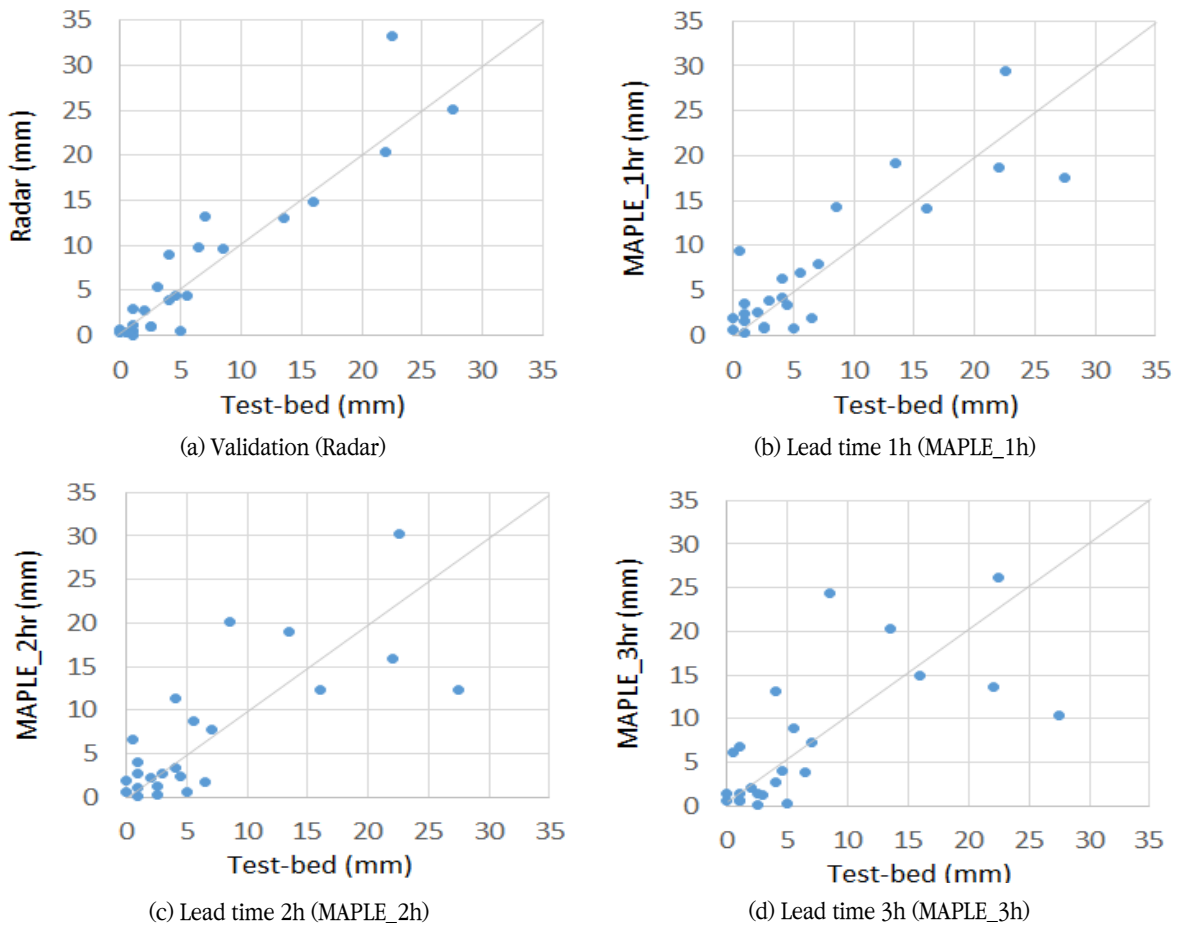 35
30
25
20
15
10
5
0
Radar (mm)
0 5 10 15 20 25 30 35
Test-bed (mm)
(a) Validation (Radar)
35
30
25
20
15
10
5
0
MAPLE_1hr (mm)
0 5 10 15 20 25 30 35
Test-bed (mm)
(b) Lead time 1h (MAPLE_1h)
35
30
25
20
15
10
5
0
MAPLE_2hr (mm)
0 5 10 15 20 25 30 35
Test-bed (mm)
(c) Lead time 2h (MAPLE_2h)
35
30
25
20
15
10
5
0
MAPLE_3hr (mm)
0 5 10 15 20 25 30 35
Test-bed (mm)
(d) Lead time 3h (MAPLE_3h)